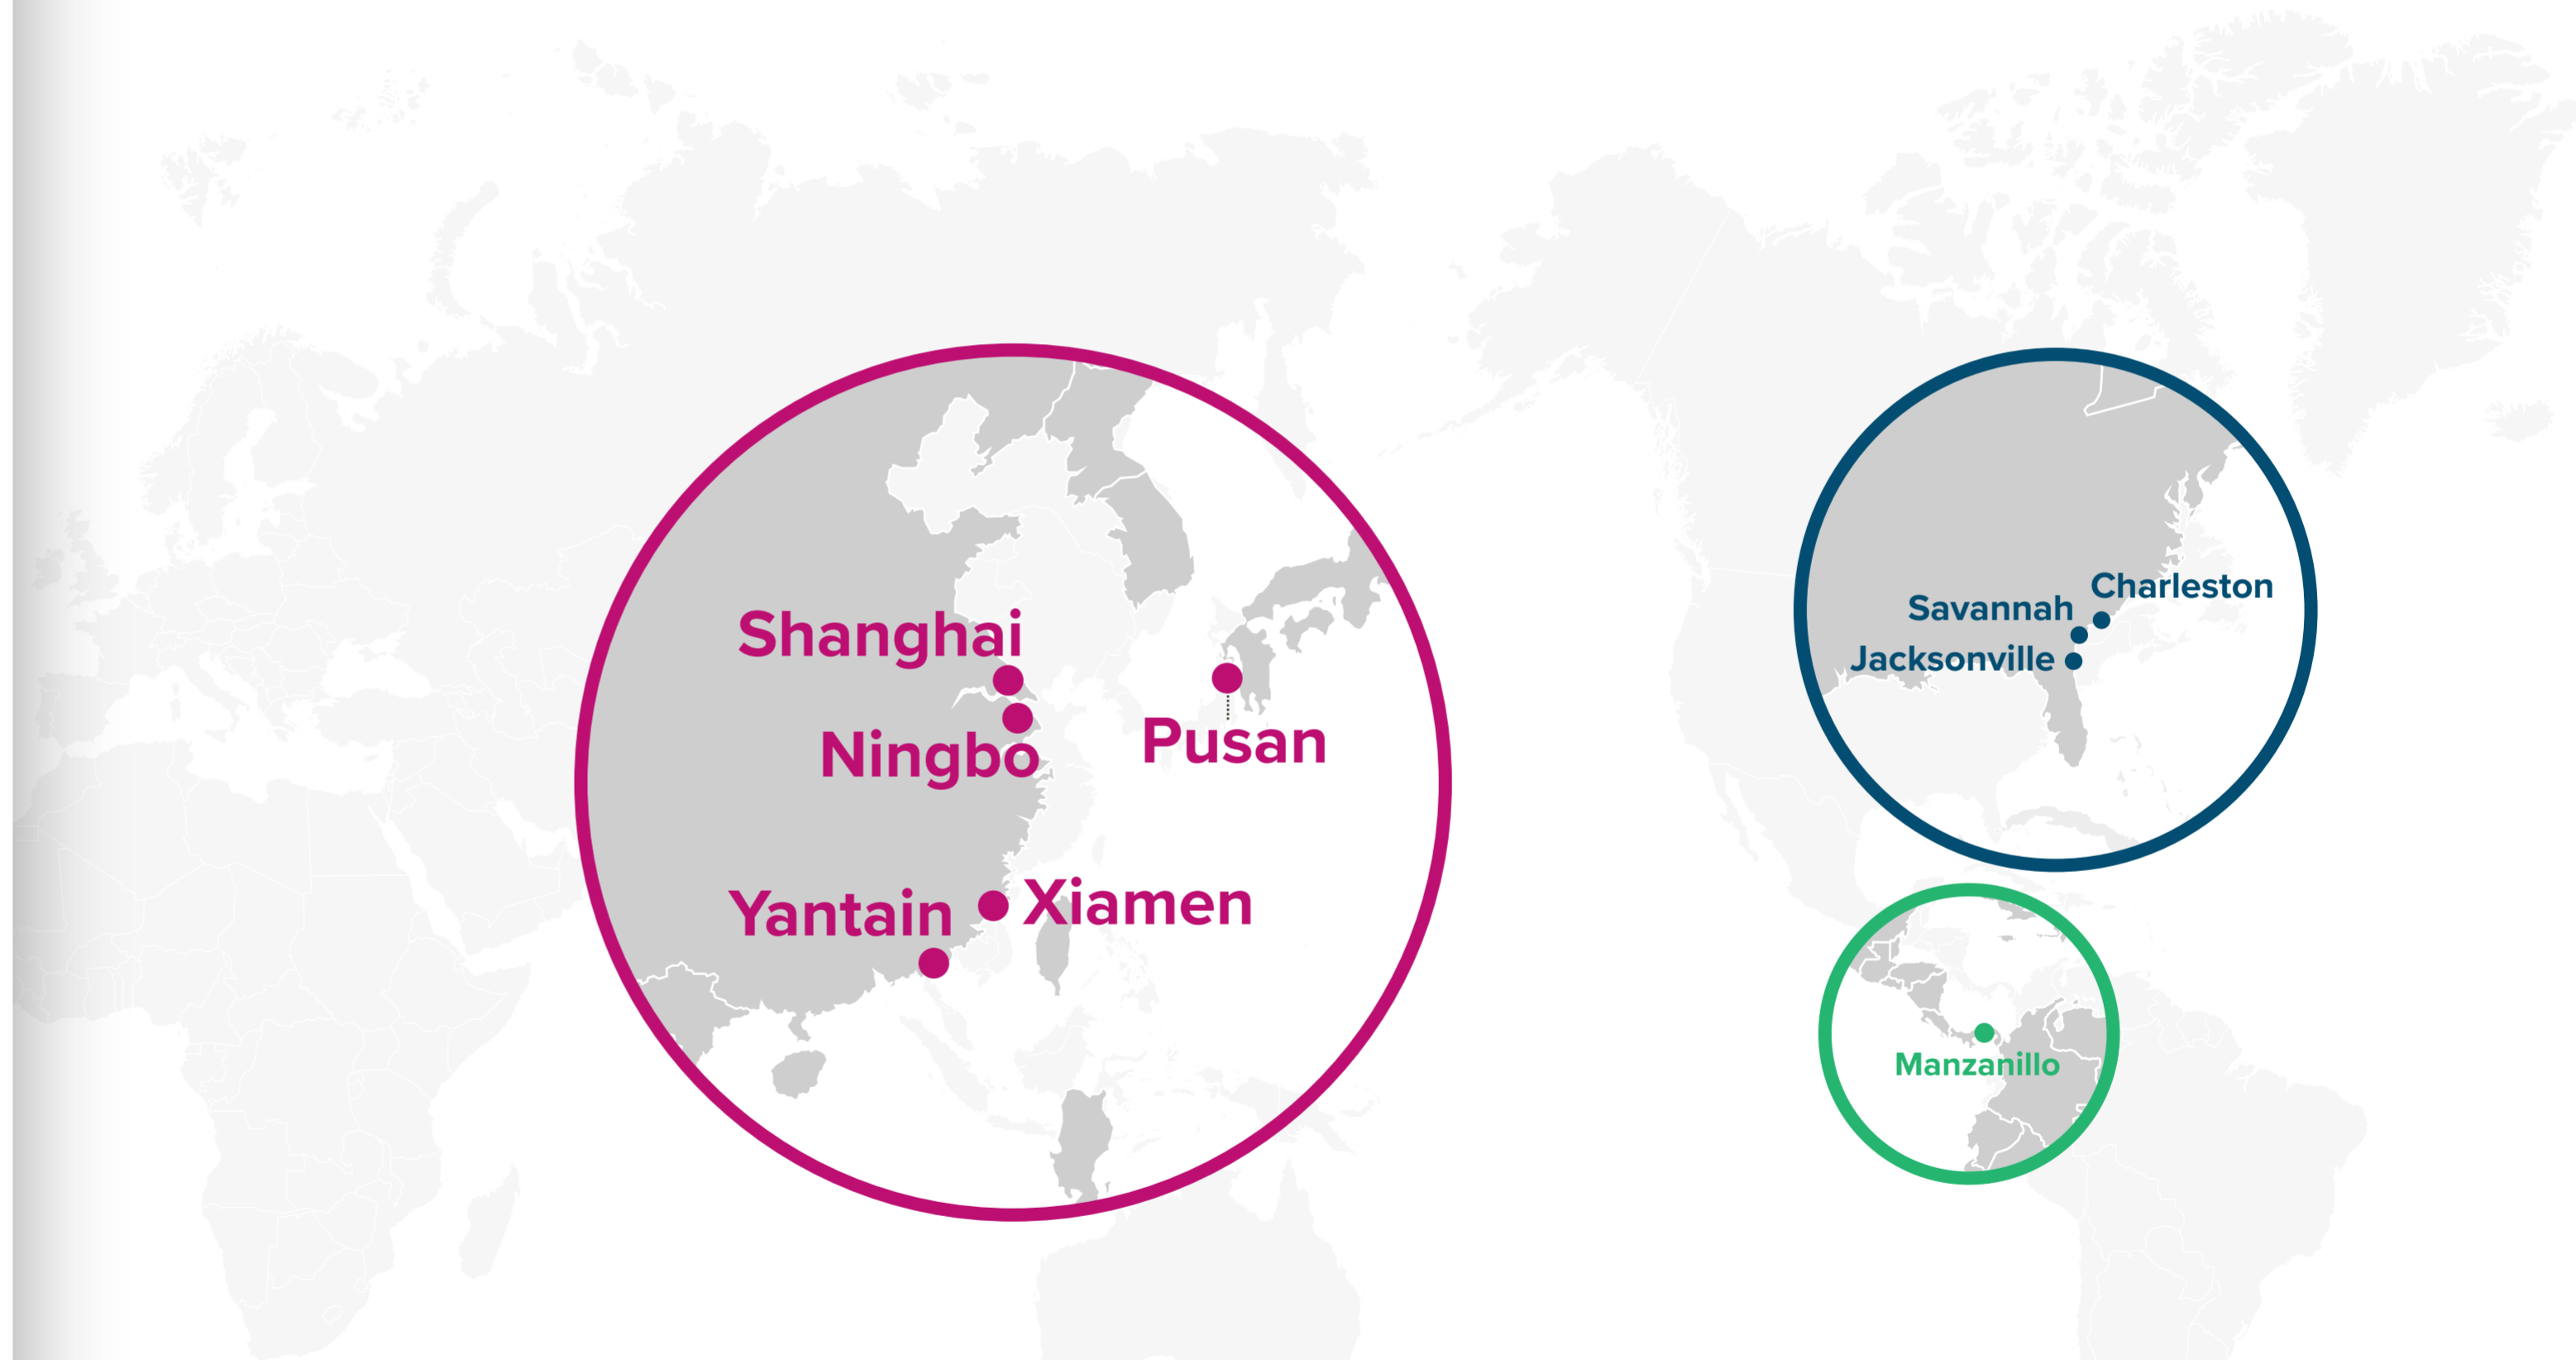 Shanghai
Ningbo
Pusan
Yantain
Xiamen
Charleston
Savannah
Jacksonville
Manzanillo